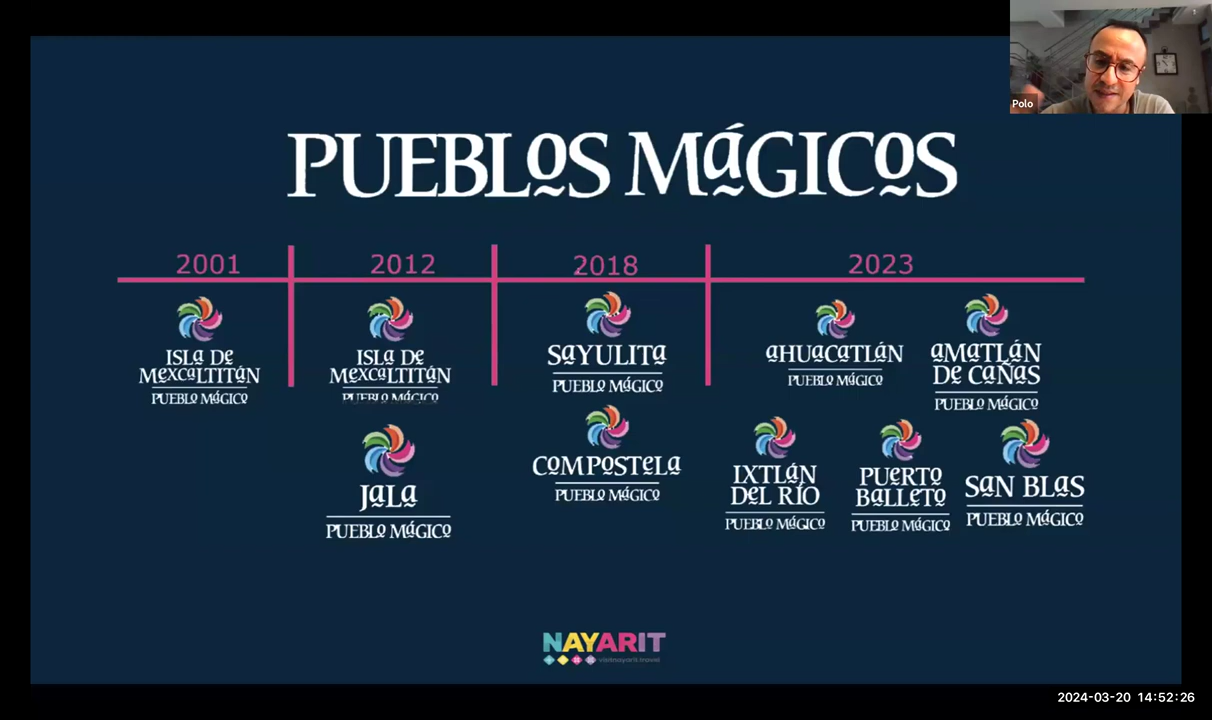 Polo
PUEBLOS MÁGICOS
2001
2012
2018
2023
ISLA DE
MEXCALTITÁN
PUEBLO MÁGICO
ISLA DE
MEXCALTITÁN
PUEBLO MÁGICO
JALA
PUEBLO MÁGICO
SAYULITA
PUEBLO MÁGICO
COMPOSTELA
PUEBLO MÁGICO
AHUACATLÁN
PUEBLO MÁGICO
AMATLÁN
DE CAÑAS
PUEBLO MÁGICO
IXTLÁN
DEL RÍO
PUEBLO MÁGICO
PUERTO
BALLETO
PUEBLO MÁGICO
SAN BLAS
PUEBLO MÁGICO
NAYARIT
visitnayarit.travel
2024-03-20 14:52:26